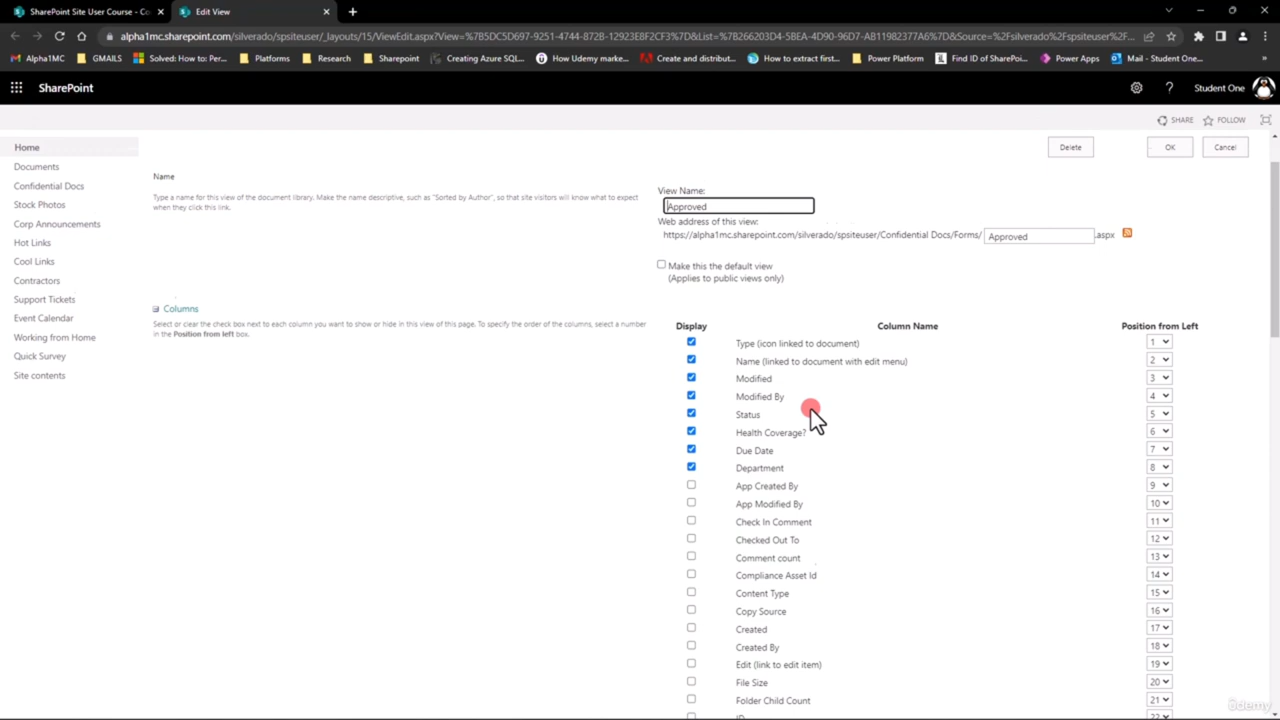 SharePoint Site User Course - Co
Edit View
alpha1mc.sharepoint.com/silverado/spsiteuser/_layouts/15/ViewEdit.aspx?View=%7B5DC5D697-9251-4744-872B-12923E8F2CF3%7D&List=%7B266203D4-5BEA-4D90-96D7-AB11982377A6%7D&Source=%2Fsilverado%2Fspsiteuser%2F...
Alpha1MC
GMAILS
Solved: How to: Per...
Platforms
Research
Sharepoint
Creating Azure SQL...
How Udemy marke...
Create and distribut...
How to extract first...
Power Platform
Find ID of SharePoi...
Power Apps
Mail - Student One...
SharePoint
Student One
SHARE
FOLLOW
Home
Documents
Confidential Docs
Stock Photos
Corp Announcements
Hot Links
Cool Links
Contractors
Support Tickets
Event Calendar
Working from Home
Quick Survey
Site contents
Delete
OK
Cancel
Name
Type a name for this view of the document library. Make the name descriptive, such as "Sorted by Author", so that site visitors will know what to expect
when they click this link.
View Name:
Approved
Web address of this view:
https://alpha1mc.sharepoint.com/silverado/spsiteuser/Confidential Docs/Forms/ Approved .aspx
Make this the default view
(Applies to public views only)
Columns
Select or clear the check box next to each column you want to show or hide in this view of this page. To specify the order of the columns, select a number
in the Position from left box.
Display Column Name Position from Left
Type (icon linked to document) 1
Name (linked to document with edit menu) 2
Modified 3
Modified By 4
Status 5
Health Coverage? 6
Due Date 7
Department 8
App Created By 9
App Modified By 10
Check In Comment 11
Checked Out To 12
Comment count 13
Compliance Asset Id 14
Content Type 15
Copy Source 16
Created 17
Created By 18
Edit (link to edit item) 19
File Size 20
Folder Child Count 21
ID 22
ûdemy